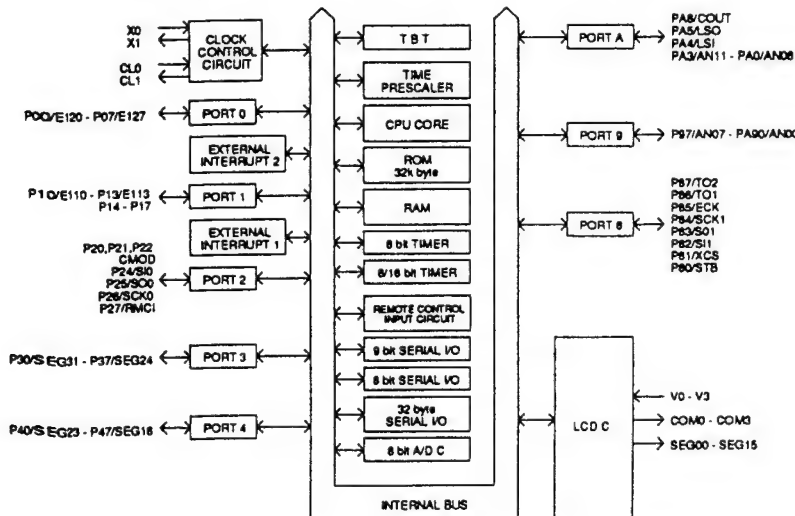 X0
X1
CL0
CL1
CLOCK
CONTROL
CIRCUIT
P00/E120 - P07/E127
PORT 0
EXTERNAL
INTERRUPT 2
P10/E110 - P13/E113
P14 - P17
PORT 1
EXTERNAL
INTERRUPT 1
P20,P21,P22
CMOD
P24/SI0
P25/SO0
P26/SCK0
P27/RMCI
PORT 2
P30/SEG31 - P37/SEG24
PORT 3
P40/SEG23 - P47/SEG16
PORT 4
T B T
TIME
PRESCALER
CPU CORE
ROM
32k byte
RAM
8 bit TIMER
8/16 bit TIMER
REMOTE CONTROL
INPUT CIRCUIT
9 bit SERIAL I/O
8 bit SERIAL I/O
32 byte
SERIAL I/O
8 bit A/D C
INTERNAL BUS
PORT A
PA6/COUT
PA5/LSO
PA4/LSI
PA3/AN11 - PA0/AN08
PORT 9
P97/AN07 - PA90/AN00
PORT 8
P87/TO2
P86/TO1
P85/ECK
P84/SCK1
P83/SO1
P82/SI1
P81/XCS
P80/STB
LCD C
V0 - V3
COM0 - COM3
SEG00 - SEG15